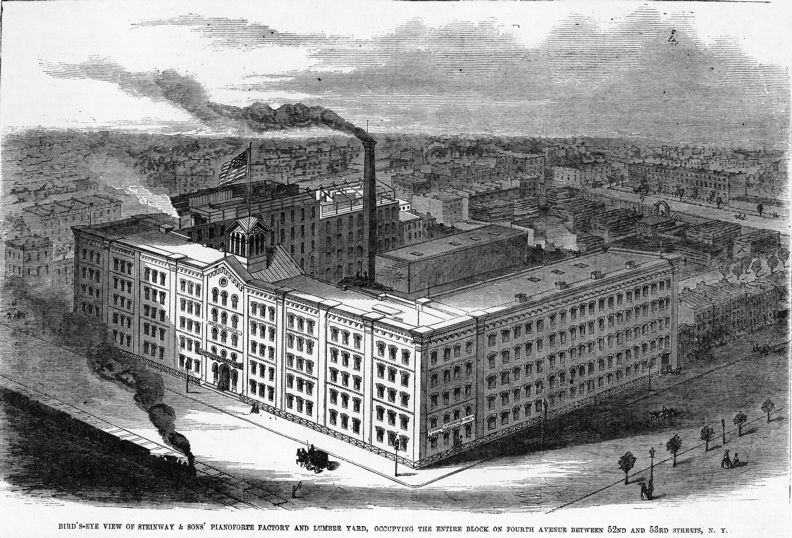 BIRD'S-EYE VIEW OF STEINWAY & SONS' PIANOFORTE FACTORY AND LUMBER YARD, OCCUPYING THE ENTIRE BLOCK ON FOURTH AVENUE BETWEEN 52ND AND 53RD STREETS, N. Y.